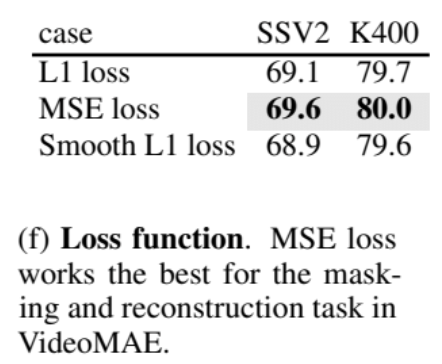 case SSV2 K400
L1 loss 69.1 79.7
MSE loss 69.6 80.0
Smooth L1 loss 68.9 79.6
(f) Loss function. MSE loss
works the best for the mask-
ing and reconstruction task in
VideoMAE.